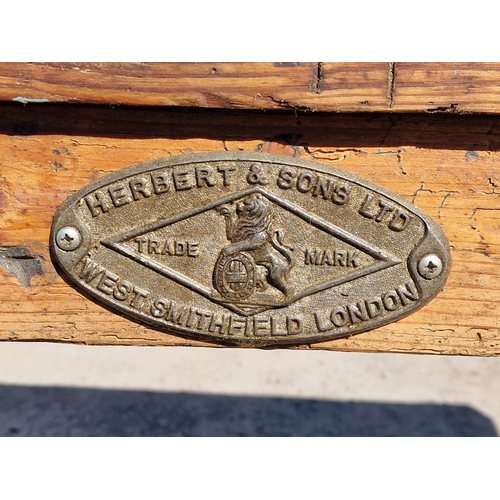 HERBERT & SONS LTD
TRADE MARK
WEST SMITHFIELD LONDON